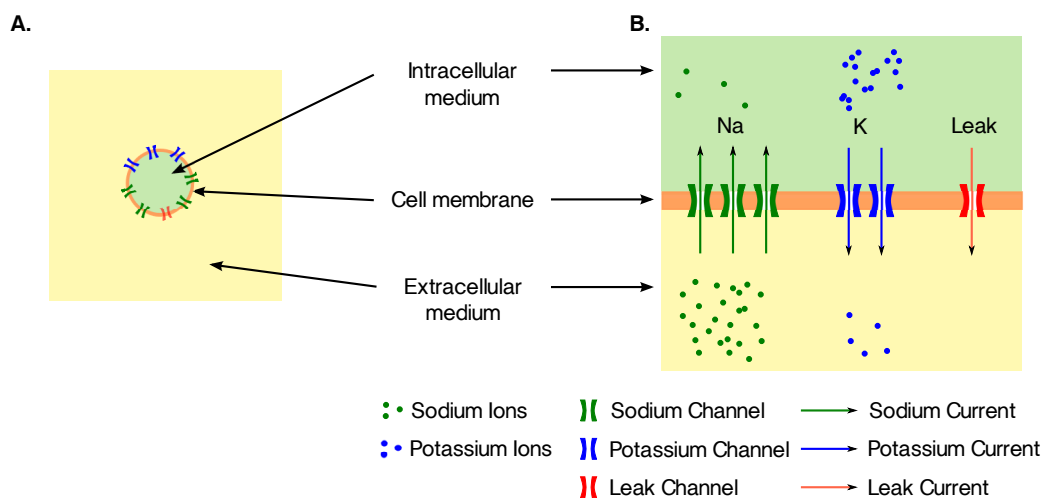 A.
B.
Intracellular
medium
Na
K
Leak
Cell membrane
Extracellular
medium
Sodium Ions
Sodium Channel
Sodium Current
Potassium Ions
Potassium Channel
Potassium Current
Leak Channel
Leak Current